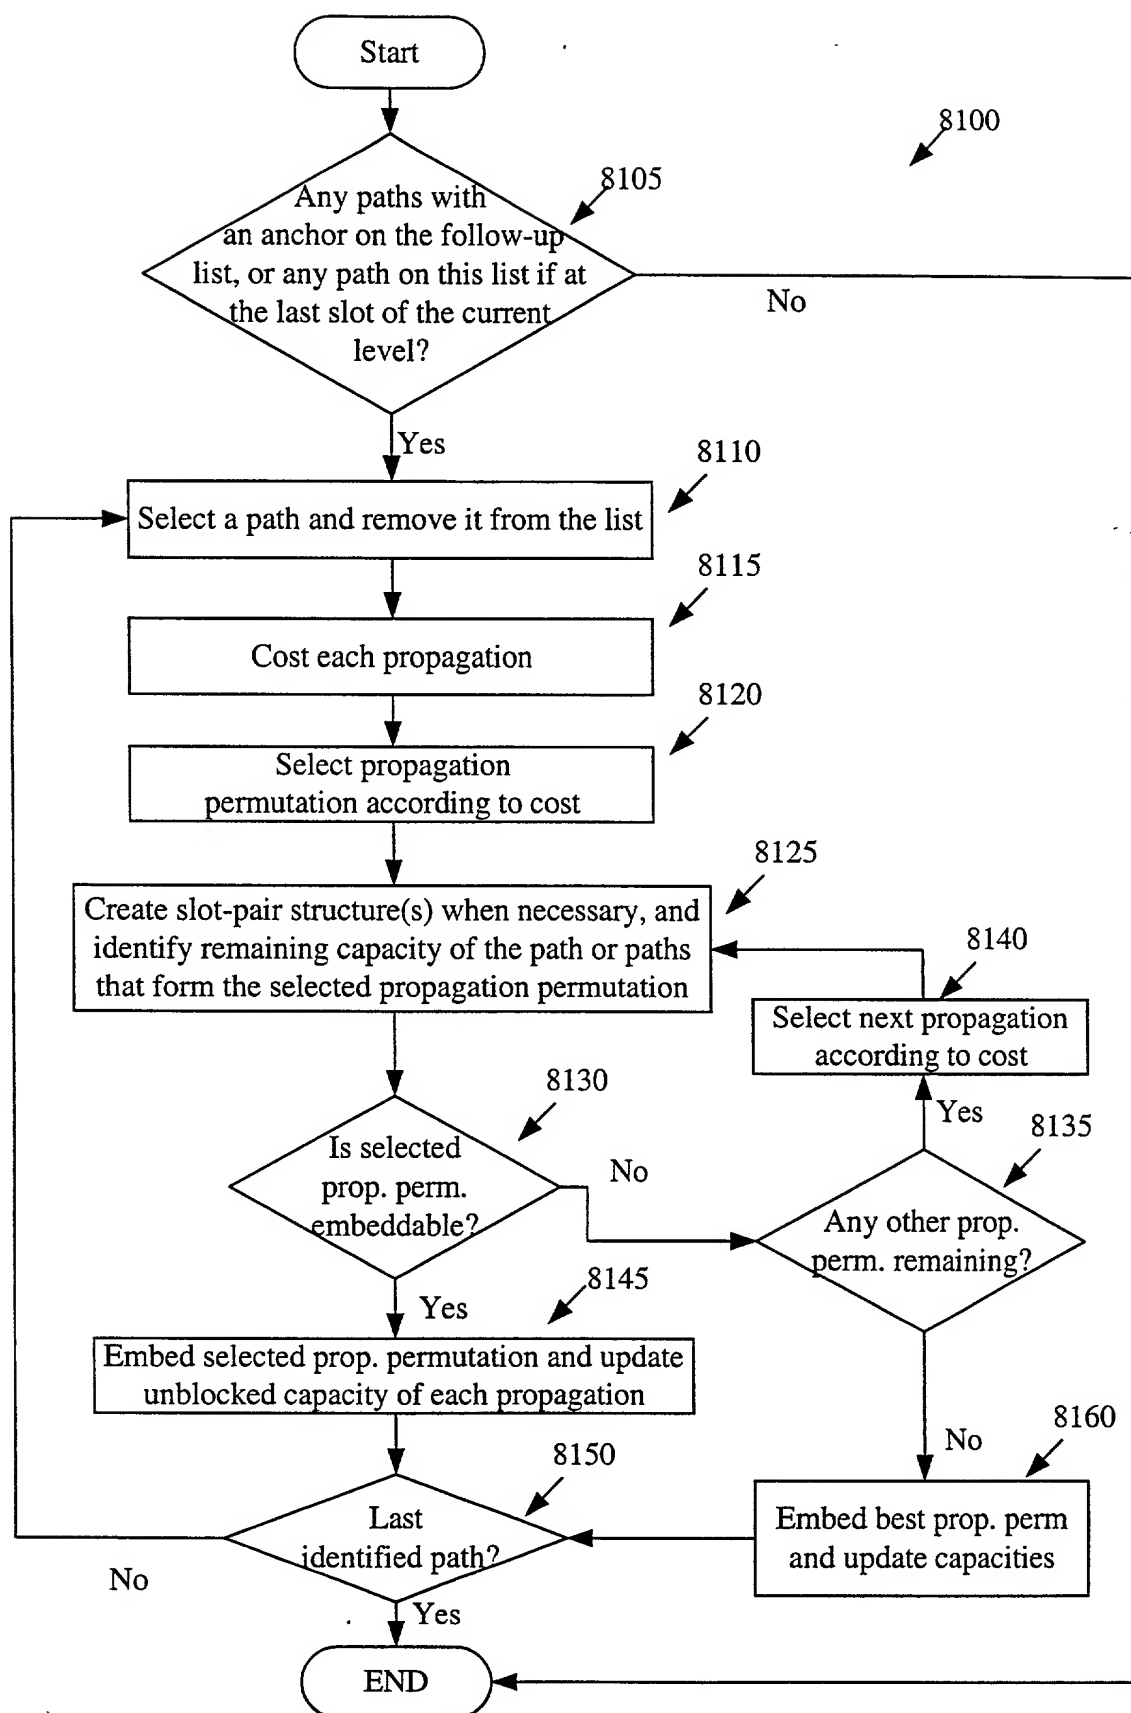 Start
8100
8105
Any paths with
an anchor on the follow-up
list, or any path on this list if at
the last slot of the current
level?
No
Yes
8110
Select a path and remove it from the list
8115
Cost each propagation
8120
Select propagation
permutation according to cost
8125
Create slot-pair structure(s) when necessary, and
identify remaining capacity of the path or paths
that form the selected propagation permutation
8140
Select next propagation
according to cost
8130
Is selected
prop. perm.
embeddable?
No
Yes
8135
Any other prop.
perm. remaining?
Yes
8145
Embed selected prop. permutation and update
unblocked capacity of each propagation
No
8160
Embed best prop. perm
and update capacities
8150
Last
identified path?
No
Yes
END